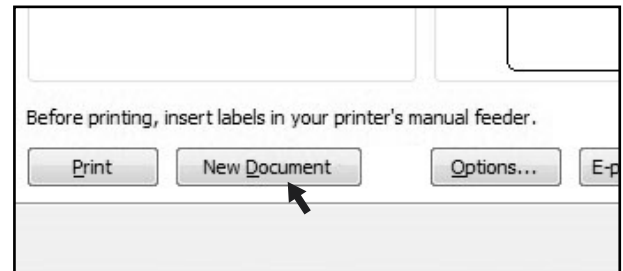 Before printing, insert labels in your printer's manual feeder.
Print New Document Options... E-p